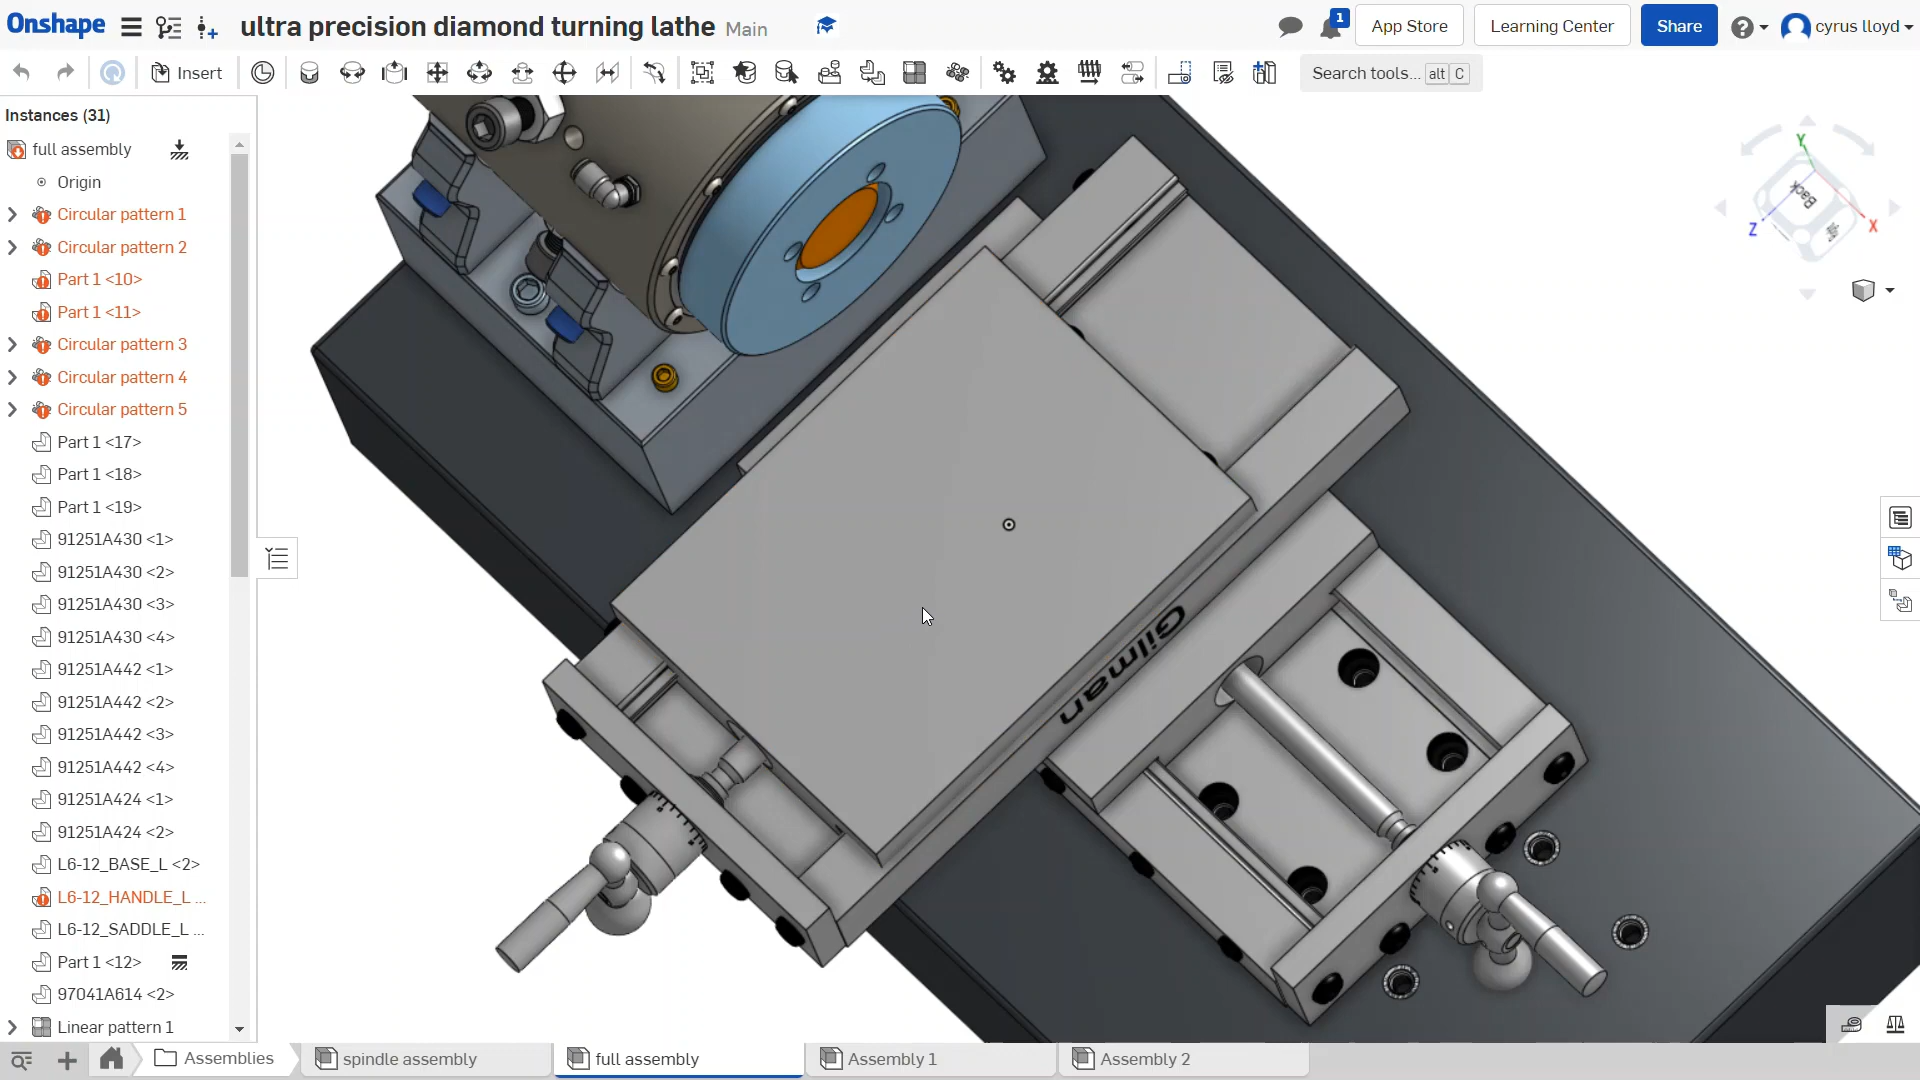 Onshape
ultra precision diamond turning lathe Main
1
App Store
Learning Center
Share
cyrus lloyd
Insert
Search tools... alt C
Instances (31)
full assembly
Origin
Circular pattern 1
Circular pattern 2
Part 1 <10>
Part 1 <11>
Circular pattern 3
Circular pattern 4
Circular pattern 5
Part 1 <17>
Part 1 <18>
Part 1 <19>
91251A430 <1>
91251A430 <2>
91251A430 <3>
91251A430 <4>
91251A442 <1>
91251A442 <2>
91251A442 <3>
91251A442 <4>
91251A424 <1>
91251A424 <2>
L6-12_BASE_L <2>
L6-12_HANDLE_L ...
L6-12_SADDLE_L ...
Part 1 <12>
97041A614 <2>
Linear pattern 1
Y
Back
Z
X
Gilman
Assemblies
spindle assembly
full assembly
Assembly 1
Assembly 2